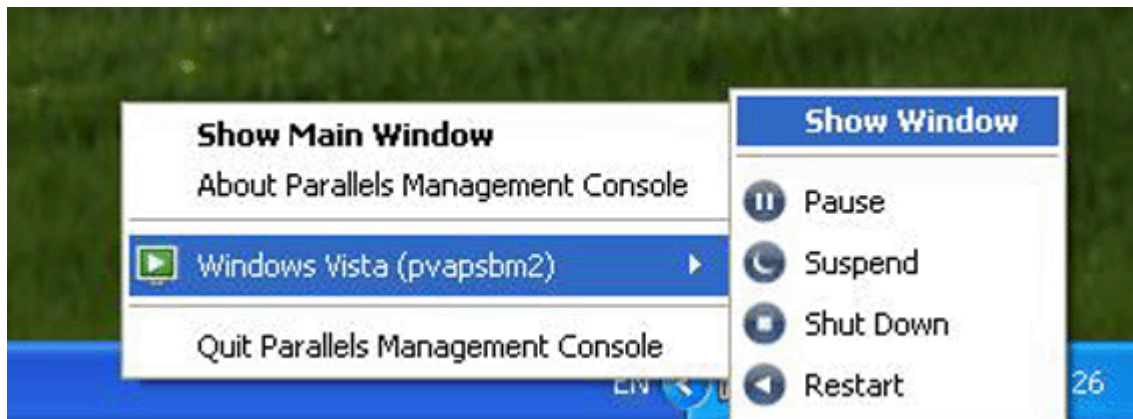 Show Main Window
About Parallels Management Console
Windows Vista (pvapsbm2)
Quit Parallels Management Console
Show Window
Pause
Suspend
Shut Down
Restart
EN
26